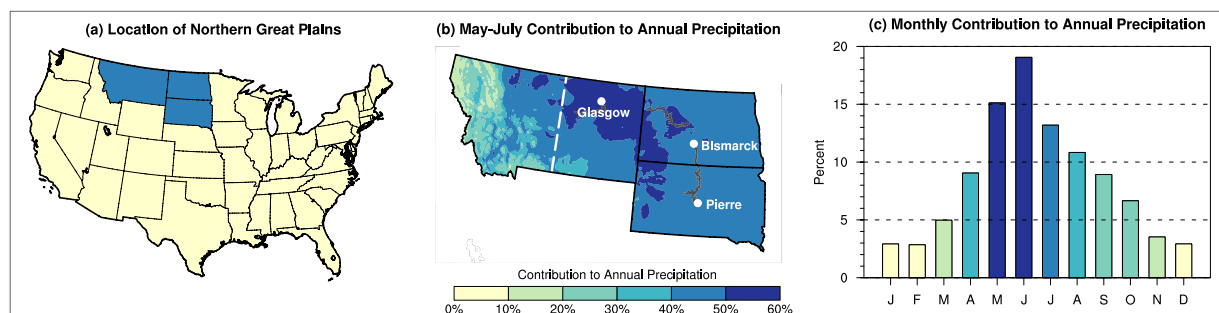 (a) Location of Northern Great Plains
(b) May-July Contribution to Annual Precipitation
Glasgow
BIsmarck
Pierre
Contribution to Annual Precipitation
0% 10% 20% 30% 40% 50% 60%
(c) Monthly Contribution to Annual Precipitation
Percent
20
15
10
5
0
J F M A M J J A S O N D